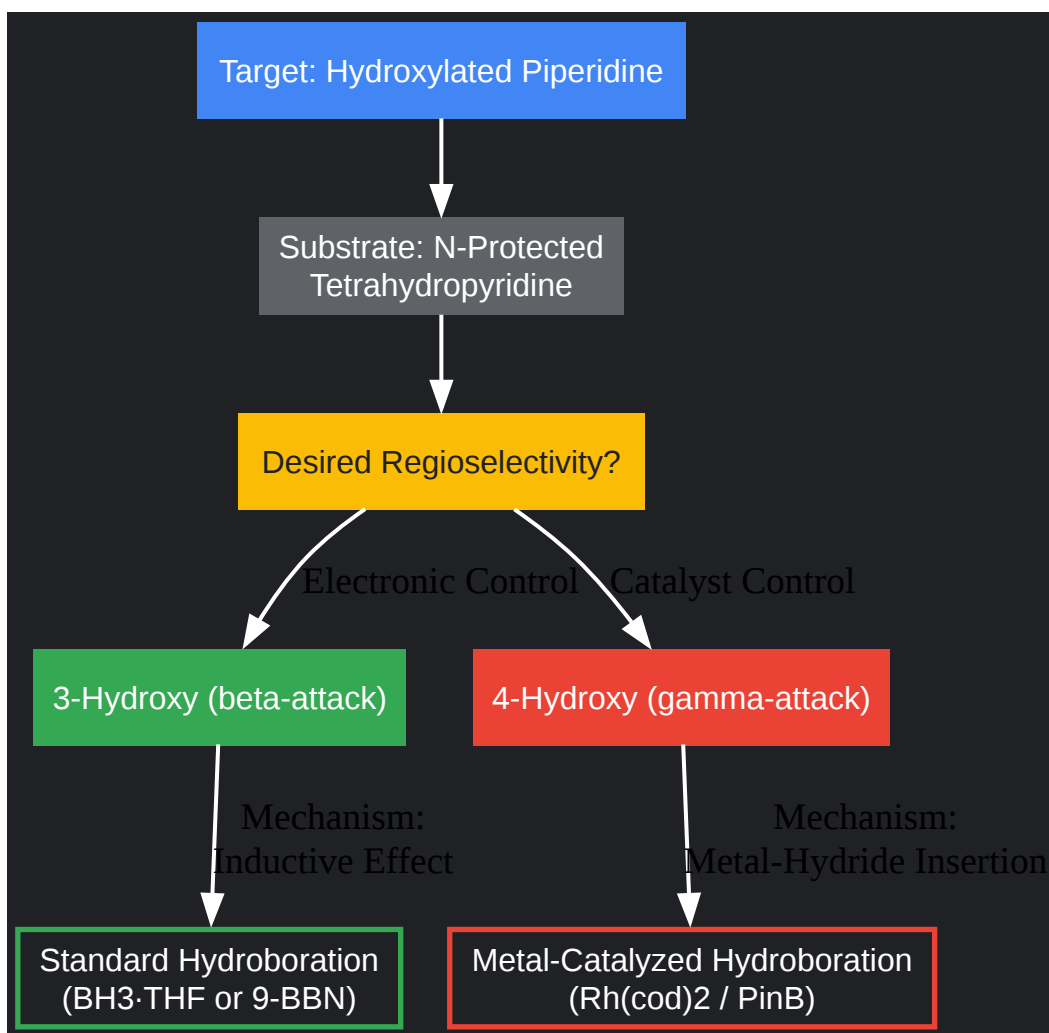 Target: Hydroxylated Piperidine
Substrate: N-Protected
Tetrahydropyridine
Desired Regioselectivity?
Electronic Control
Catalyst Control
3-Hydroxy (beta-attack)
4-Hydroxy (gamma-attack)
Mechanism:
Inductive Effect
Mechanism:
Metal-Hydride Insertion
Standard Hydroboration
(BH3·THF or 9-BBN)
Metal-Catalyzed Hydroboration
(Rh(cod)2 / PinB)